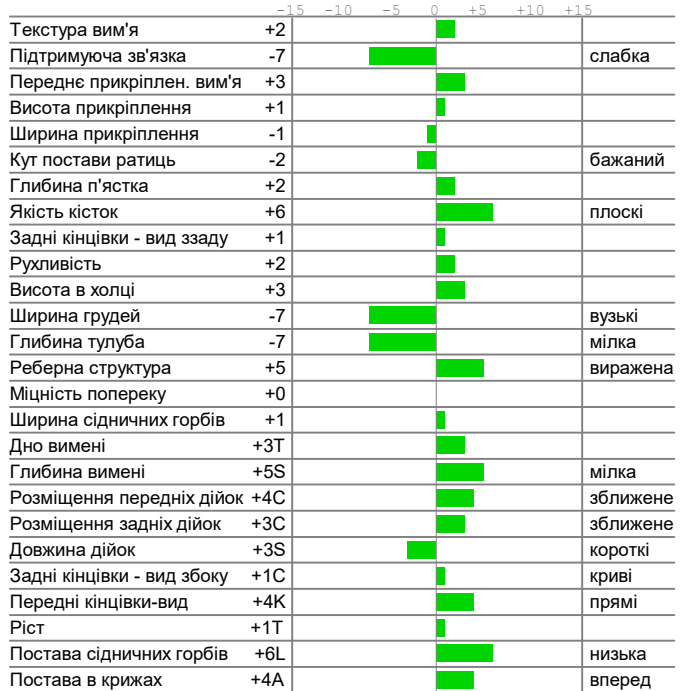 -15 -10 -5 0 +5 +10 +15
Текстура вим'я +2
Підтримуюча зв'язка -7 слабка
Переднє прикріплен. вим'я +3
Висота прикріплення +1
Ширина прикріплення -1
Кут постави ратиць -2 бажаний
Глибина п'ястка +2
Якість кісток +6 плоскі
Задні кінцівки - вид ззаду +1
Рухливість +2
Висота в холці +3
Ширина грудей -7 вузькі
Глибина тулуба -7 мілка
Реберна структура +5 виражена
Міцність попереку +0
Ширина сідничних горбів +1
Дно вимені +3T
Глибина вимені +5S мілка
Розміщення передніх дійок +4C зближене
Розміщення задніх дійок +3C зближене
Довжина дійок +3S короткі
Задні кінцівки - вид збоку +1C криві
Передні кінцівки-вид +4K прямі
Ріст +1T
Постава сідничних горбів +6L низька
Постава в крижах +4A вперед